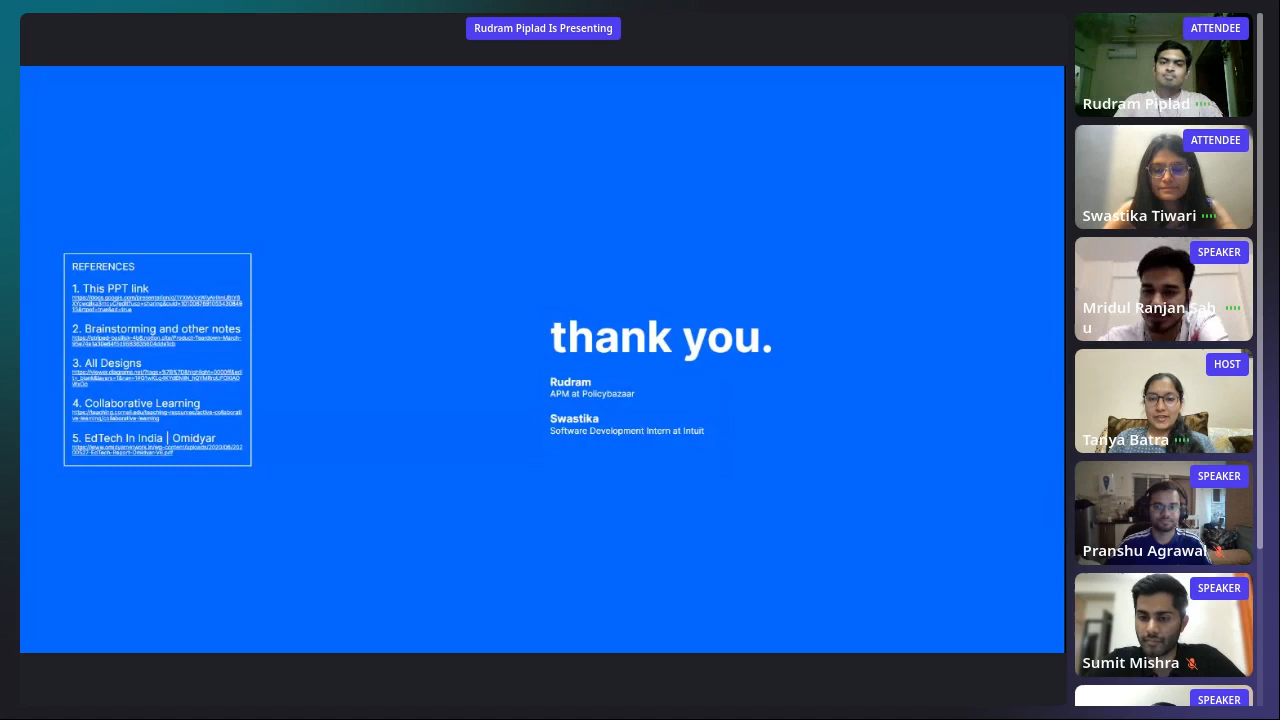 Rudram Piplad Is Presenting
REFERENCES
1. This PPT link
2. Brainstorming and other notes
3. All Designs
4. Collaborative Learning
5. EdTech In India | Omidyar
thank you.
Rudram
APM at Policybazaar
Swastika
Software Development Intern at Intuit
ATTENDEE
Rudram Piplad
ATTENDEE
Swastika Tiwari
SPEAKER
Mridul Ranjan Sah
u
HOST
Tanya Batra
SPEAKER
Pranshu Agrawal
SPEAKER
Sumit Mishra
SPEAKER